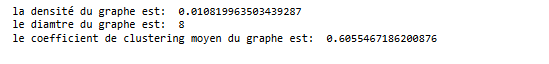 la densité du graphe est:  0.010819963503439287
le diamtre du graphe est:  8
le coefficient de clustering moyen du graphe est:  0.6055467186200876